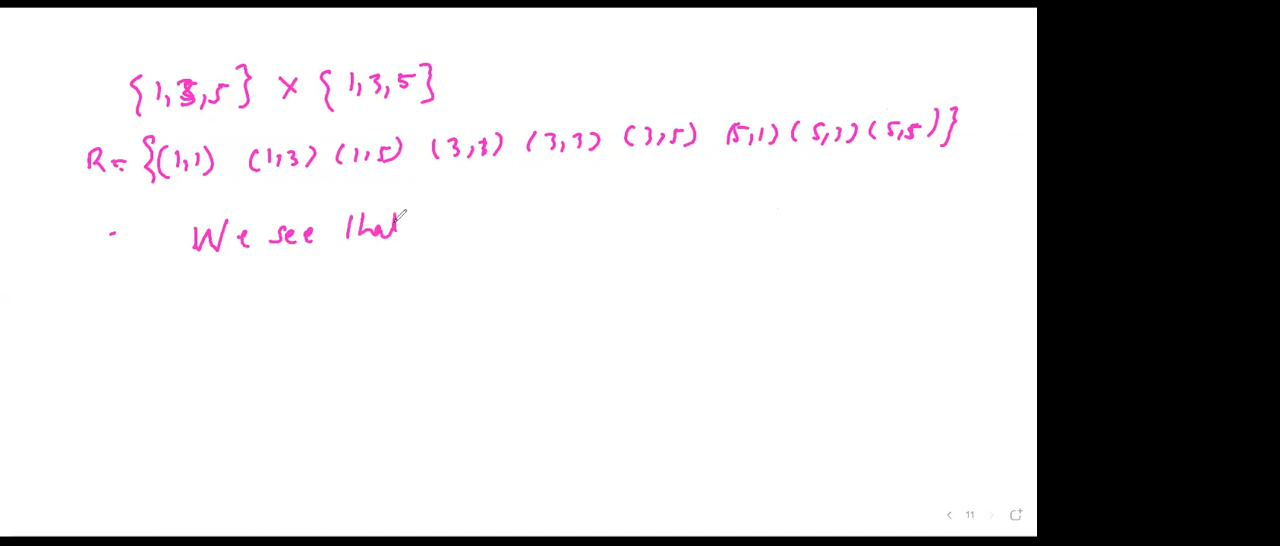 {1,3,5} × {1,3,5}
R = {(1,1) (1,3) (1,5) (3,3) (3,3) (3,5) (5,1) (5,3) (5,5)}
- We see that
11